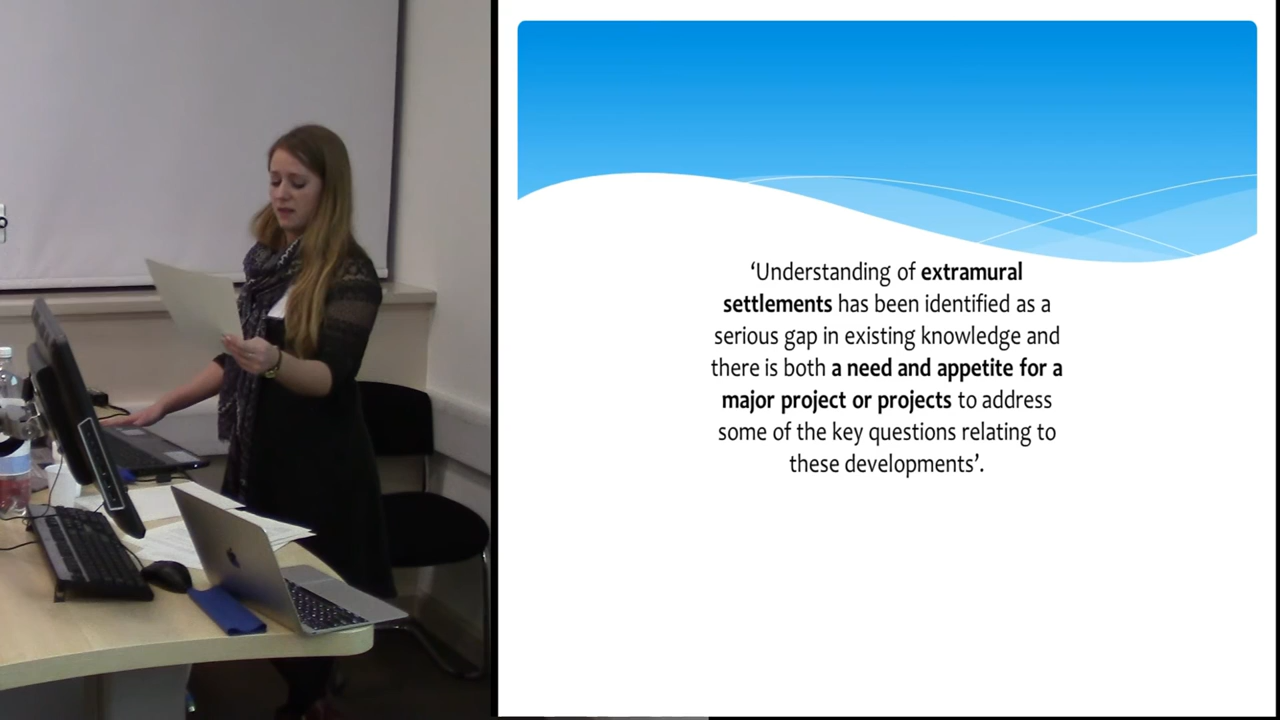 ‘Understanding of extramural
settlements has been identified as a
serious gap in existing knowledge and
there is both a need and appetite for a
major project or projects to address
some of the key questions relating to
these developments’.